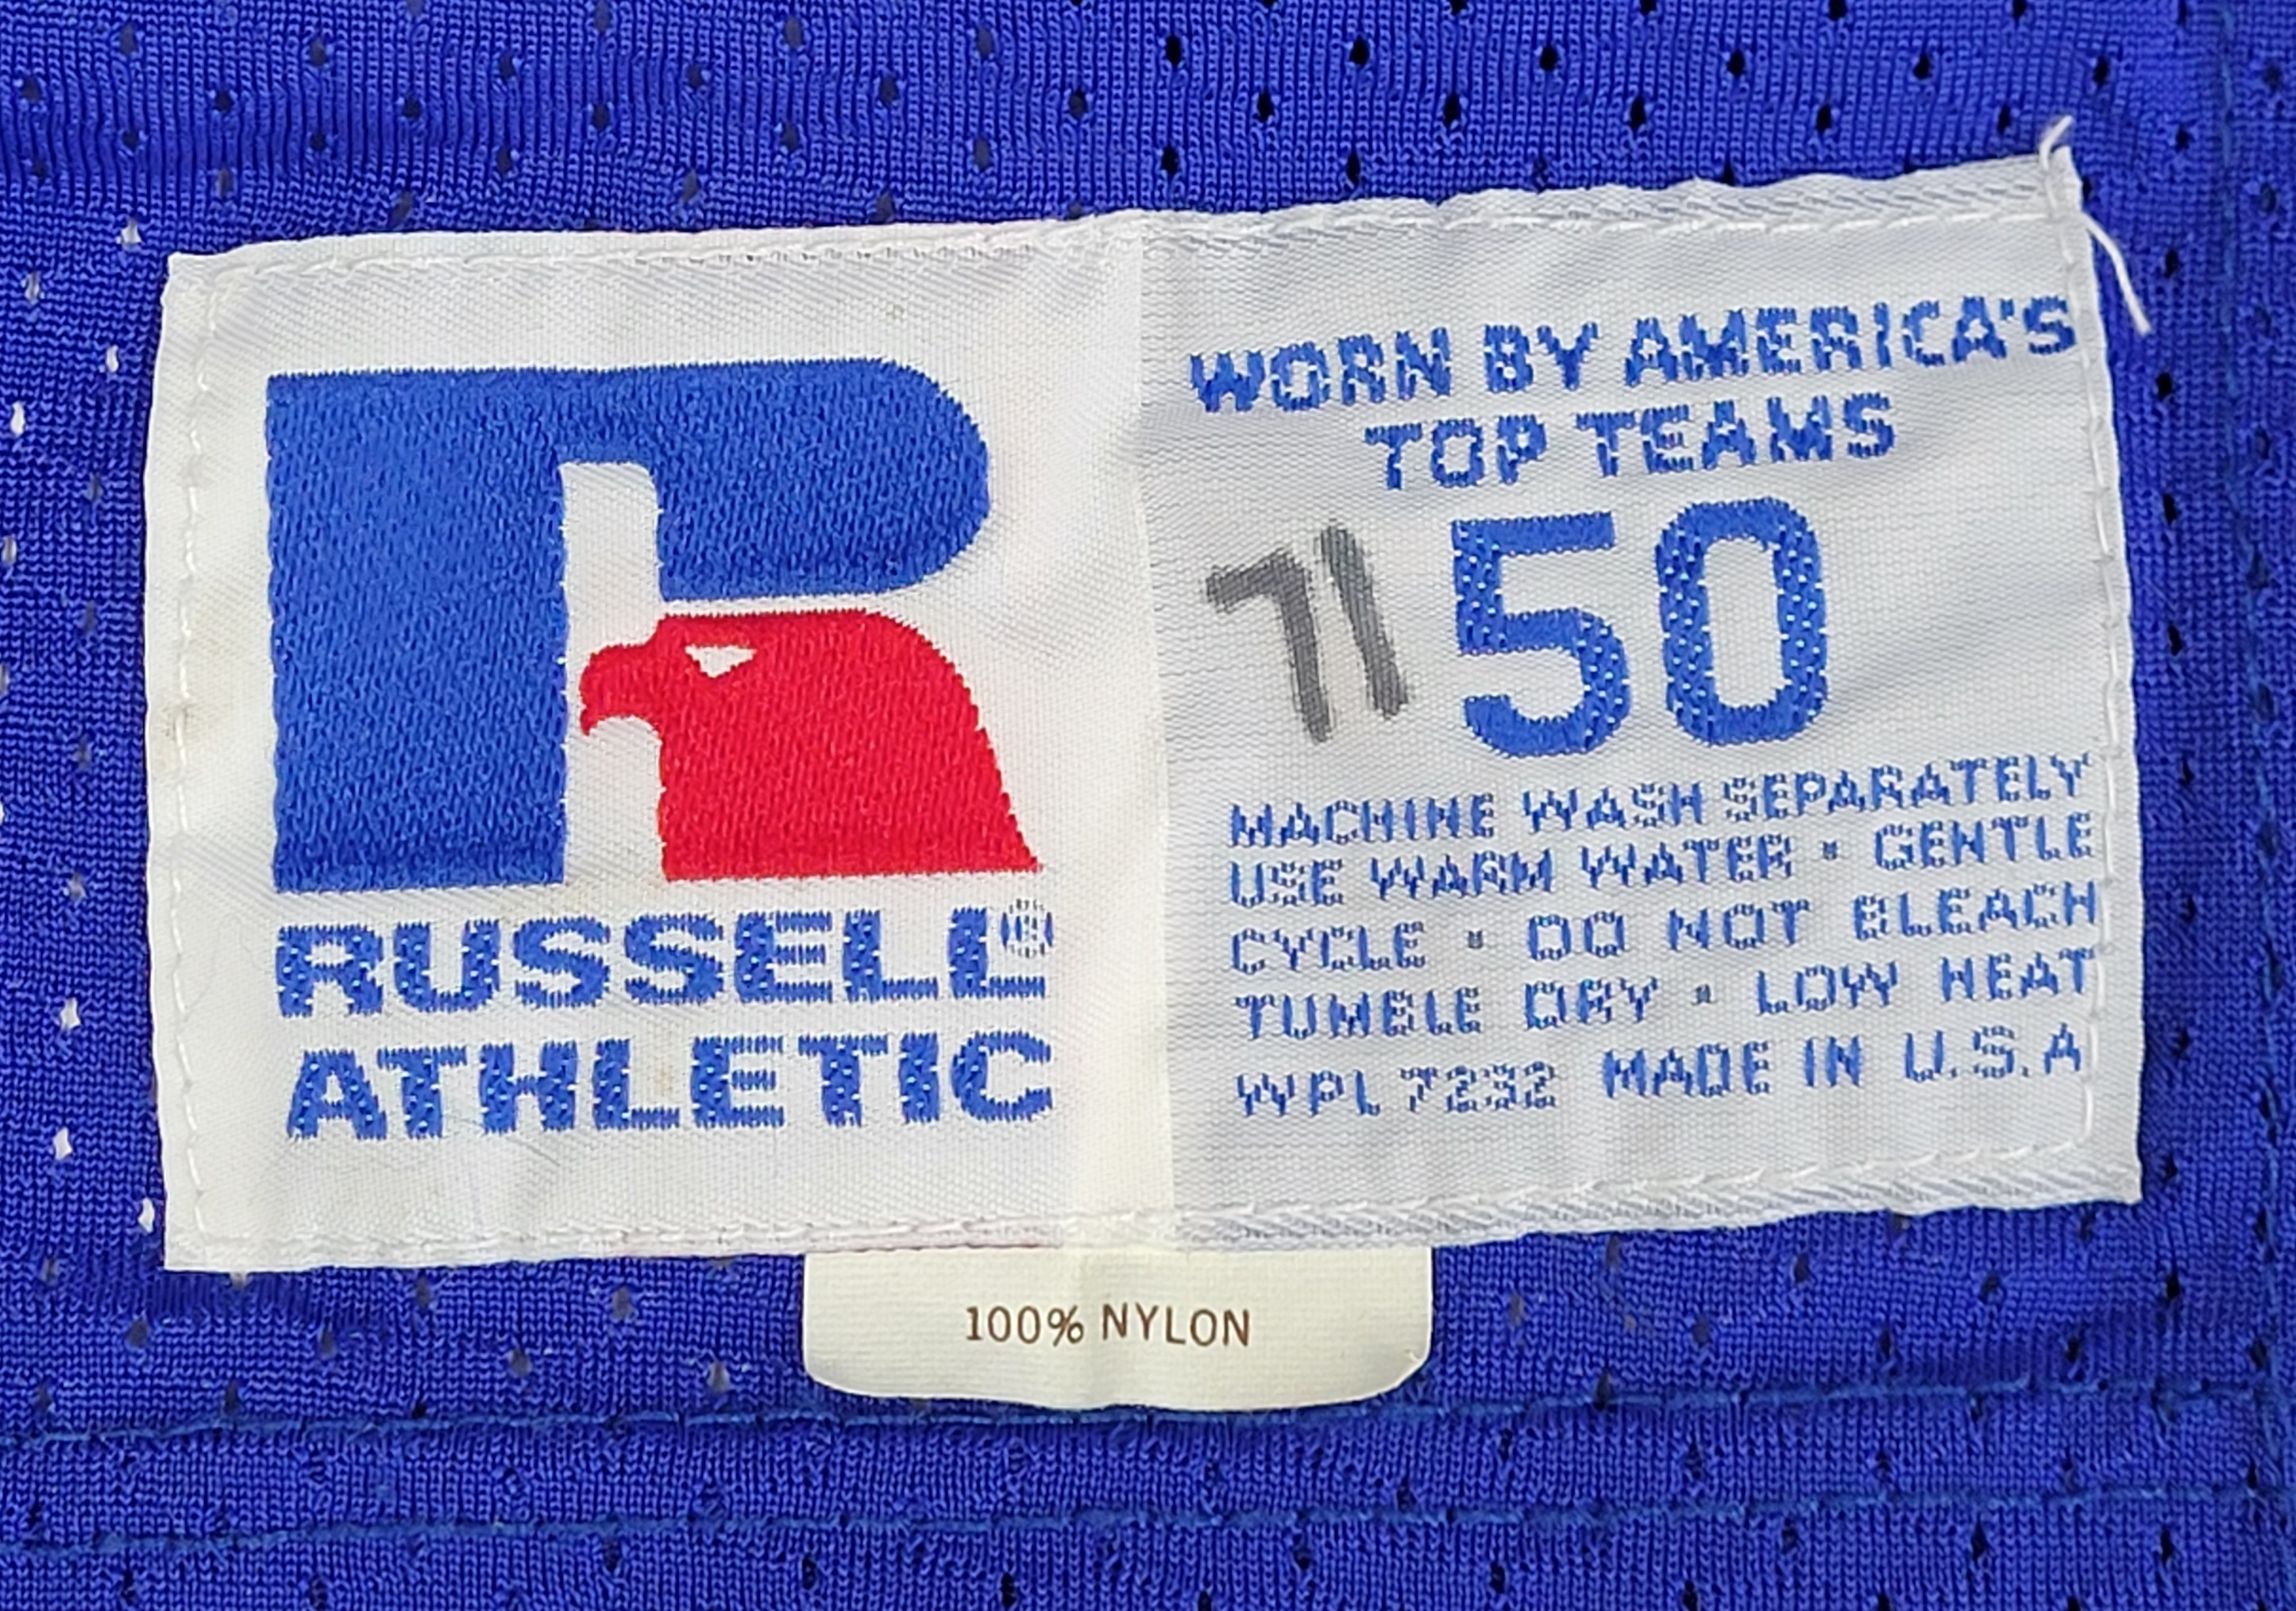 RUSSELL®
ATHLETIC
WORN BY AMERICA'S
TOP TEAMS
71 50
MACHINE WASH SEPARATELY
USE WARM WATER · GENTLE
CYCLE · DO NOT BLEACH
TUMBLE DRY · LOW HEAT
WPL 7232 MADE IN U.S.A
100% NYLON